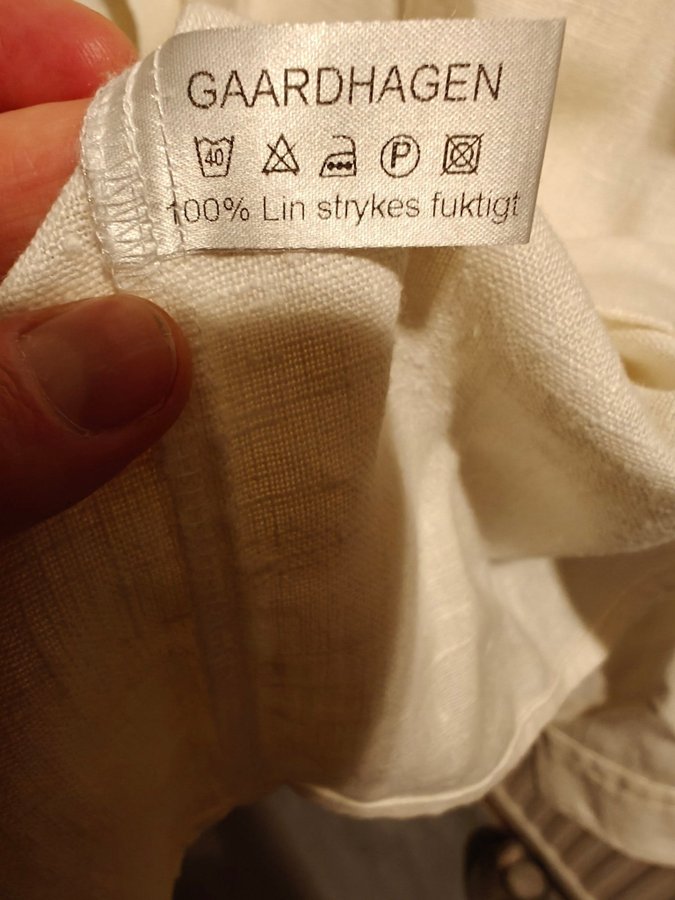 GAARDHAGEN
40 P
100% Lin strykes fuktigt